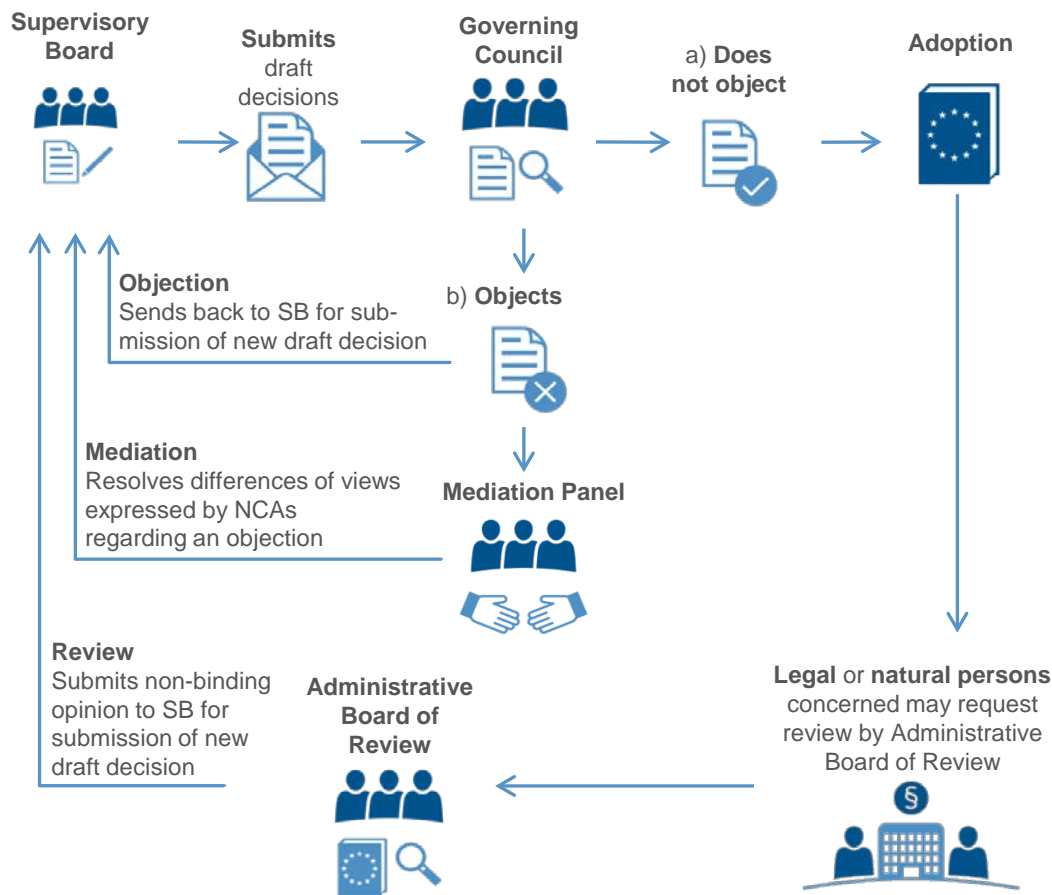 Supervisory
Board
Submits
draft
decisions
Governing
Council
a) Does
not object
Adoption
Objection
Sends back to SB for sub-
mission of new draft decision
b) Objects
Mediation
Resolves differences of views
expressed by NCAs
regarding an objection
Mediation Panel
Review
Submits non-binding
opinion to SB for
submission of new
draft decision
Administrative
Board of
Review
Legal or natural persons
concerned may request
review by Administrative
Board of Review
§